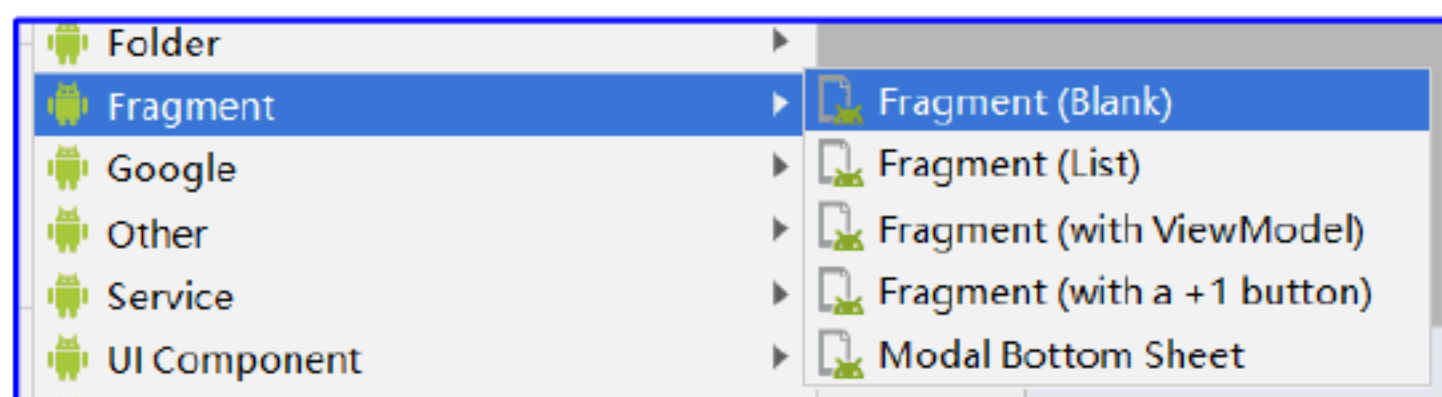 Folder
Fragment
Google
Other
Service
UI Component
Fragment (Blank)
Fragment (List)
Fragment (with ViewModel)
Fragment (with a +1 button)
Modal Bottom Sheet